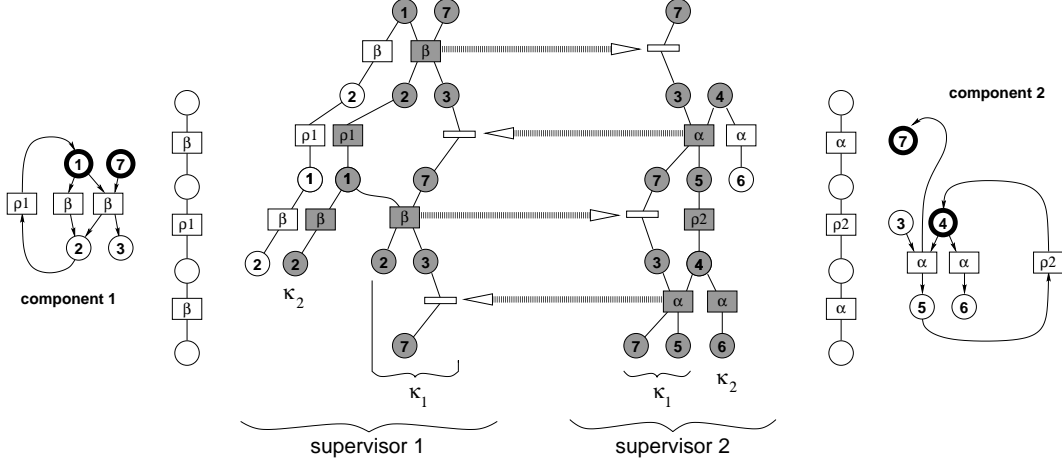 1 7 7
β β
2 2 3 3 4
component 2
component 1
β α
7
1 7
ρ1 ρ1 α α
ρ1 β β
1 1 7 7 5 6
3 4
ρ1 ρ2
β β β ρ2
2 3
α α ρ2
2 2 2 3 3 4
5 6
κ2
component 1
β α α α
7 7 5 6
κ1 κ1 κ2
supervisor 1 supervisor 2